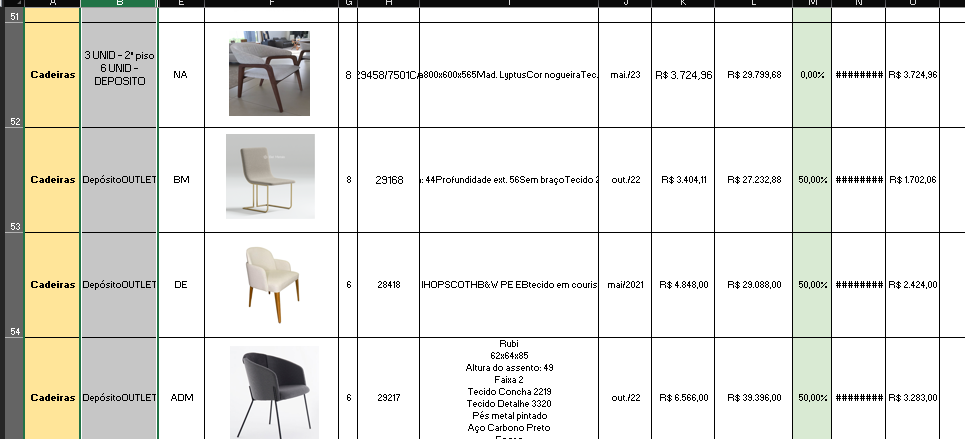 A B E F G H I J K L M N O
51
Cadeiras
3 UNID - 2º piso
6 UNID -
DEPOSITO
NA
8
29458/7501C
800x600x565Mad. LyptusCor nogueiraTec.
mai./23
R$ 3.724,96
R$ 29.799,68
0,00%
########
R$ 3.724,96
52
Cadeiras
DepósitoOUTLET
BM
8
29168
: 44Profundidade ext. 56Sem braçoTecido 2
out./22
R$ 3.404,11
R$ 27.232,88
50,00%
########
R$ 1.702,06
53
Cadeiras
DepósitoOUTLET
DE
6
28418
IHOPSCOTHB&W PE EBtecido em couris
mai/2021
R$ 4.848,00
R$ 29.088,00
50,00%
########
R$ 2.424,00
54
Cadeiras
DepósitoOUTLET
ADM
6
29217
Rubi
62x64x85
Altura do assento: 49
Faixa 2
Tecido Concha 2219
Tecido Detalhe 3320
Pés metal pintado
Aço Carbono Preto
out./22
R$ 6.566,00
R$ 39.396,00
50,00%
########
R$ 3.283,00